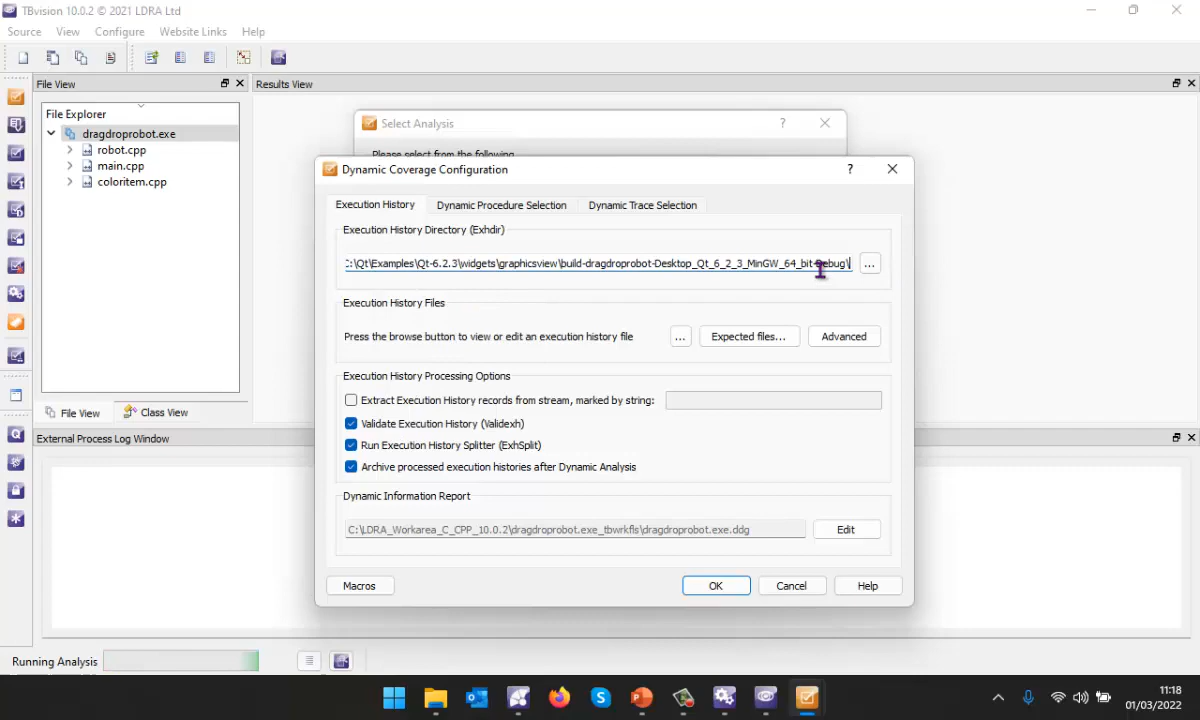 TBvision 10.0.2 © 2021 LDRA Ltd
Source View Configure Website Links Help
File View
Results View
File Explorer
dragdroprobot.exe
robot.cpp
main.cpp
coloritem.cpp
File View
Class View
Select Analysis
?
Please select from the following
Dynamic Coverage Configuration
?
Execution History
Dynamic Procedure Selection
Dynamic Trace Selection
Execution History Directory (Exhdir)
C:\Qt\Examples\Qt-6.2.3\widgets\graphicsview\build-dragdroprobot-Desktop_Qt_6_2_3_MinGW_64_bit-Debug\
...
Execution History Files
Press the browse button to view or edit an execution history file
...
Expected files...
Advanced
Execution History Processing Options
Extract Execution History records from stream, marked by string:
Validate Execution History (Validexh)
Run Execution History Splitter (ExhSplit)
Archive processed execution histories after Dynamic Analysis
Dynamic Information Report
C:\LDRA_Workarea_C_CPP_10.0.2\dragdroprobot.exe_tbwrkfls\dragdroprobot.exe.ddg
Edit
Macros
OK
Cancel
Help
External Process Log Window
Running Analysis
11:18
01/03/2022